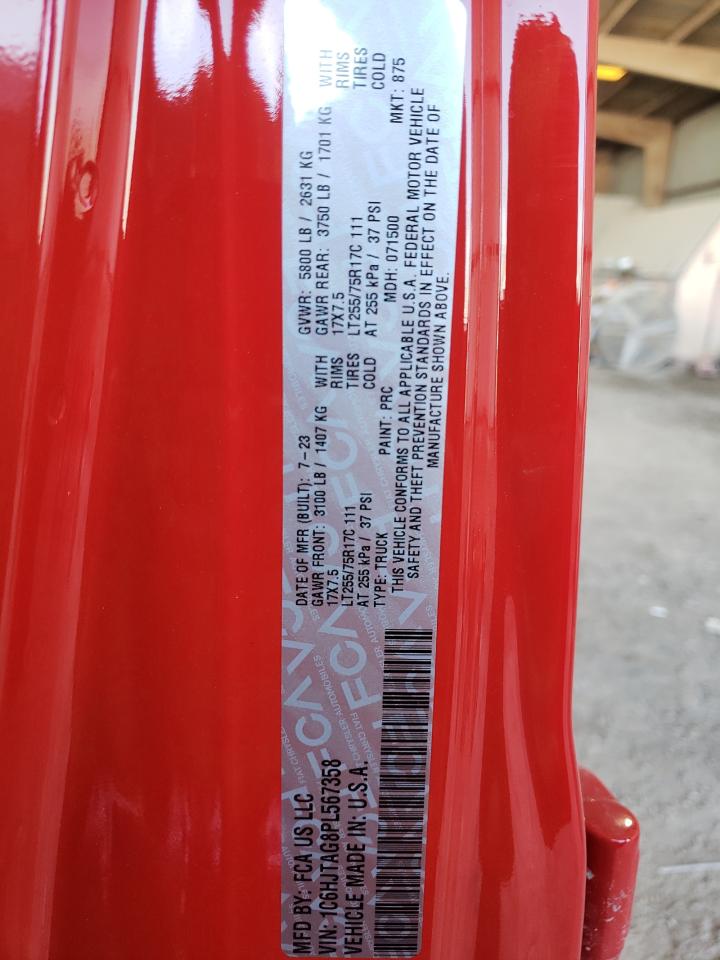 MFD BY: FCA US LLC
VIN: 1C6HJTAG8PL567358
VEHICLE MADE IN: U.S.A.
DATE OF MFR (BUILT): 7-23 GVWR: 5800 LB / 2631 KG
GAWR FRONT: 3100 LB / 1407 KG WITH GAWR REAR: 3750 LB / 1701 KG WITH
17X7.5 RIMS 17X7.5 RIMS
LT255/75R17C 111 TIRES LT255/75R17C 111 TIRES
AT 255 kPa / 37 PSI COLD AT 255 kPa / 37 PSI COLD
TYPE: TRUCK PAINT: PRC MDH: 071500 MKT: 875
THIS VEHICLE CONFORMS TO ALL APPLICABLE U.S.A. FEDERAL MOTOR VEHICLE
SAFETY AND THEFT PREVENTION STANDARDS IN EFFECT ON THE DATE OF
MANUFACTURE SHOWN ABOVE.